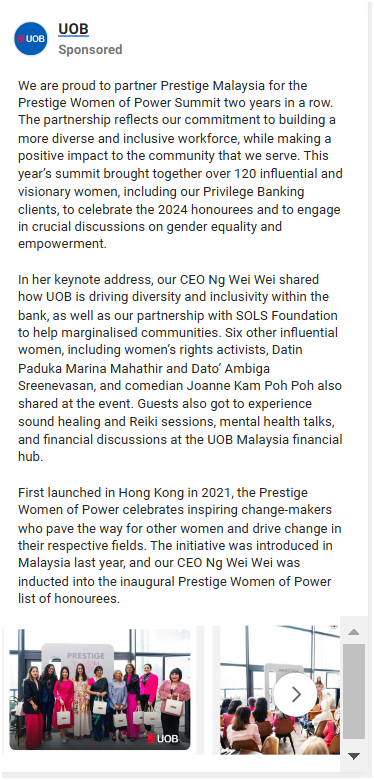 UOB
UOB
Sponsored
We are proud to partner Prestige Malaysia for the
Prestige Women of Power Summit two years in a row.
The partnership reflects our commitment to building a
more diverse and inclusive workforce, while making a
positive impact to the community that we serve. This
year's summit brought together over 120 influential and
visionary women, including our Privilege Banking
clients, to celebrate the 2024 honourees and to engage
in crucial discussions on gender equality and
empowerment.
In her keynote address, our CEO Ng Wei Wei shared
how UOB is driving diversity and inclusivity within the
bank, as well as our partnership with SOLS Foundation
to help marginalised communities. Six other influential
women, including women's rights activists, Datin
Paduka Marina Mahathir and Dato' Ambiga
Sreenevasan, and comedian Joanne Kam Poh Poh also
shared at the event. Guests also got to experience
sound healing and Reiki sessions, mental health talks,
and financial discussions at the UOB Malaysia financial
hub.
First launched in Hong Kong in 2021, the Prestige
Women of Power celebrates inspiring change-makers
who pave the way for other women and drive change in
their respective fields. The initiative was introduced in
Malaysia last year, and our CEO Ng Wei Wei was
inducted into the inaugural Prestige Women of Power
list of honourees.
PRESTIGE
UOB
PRESTIGE